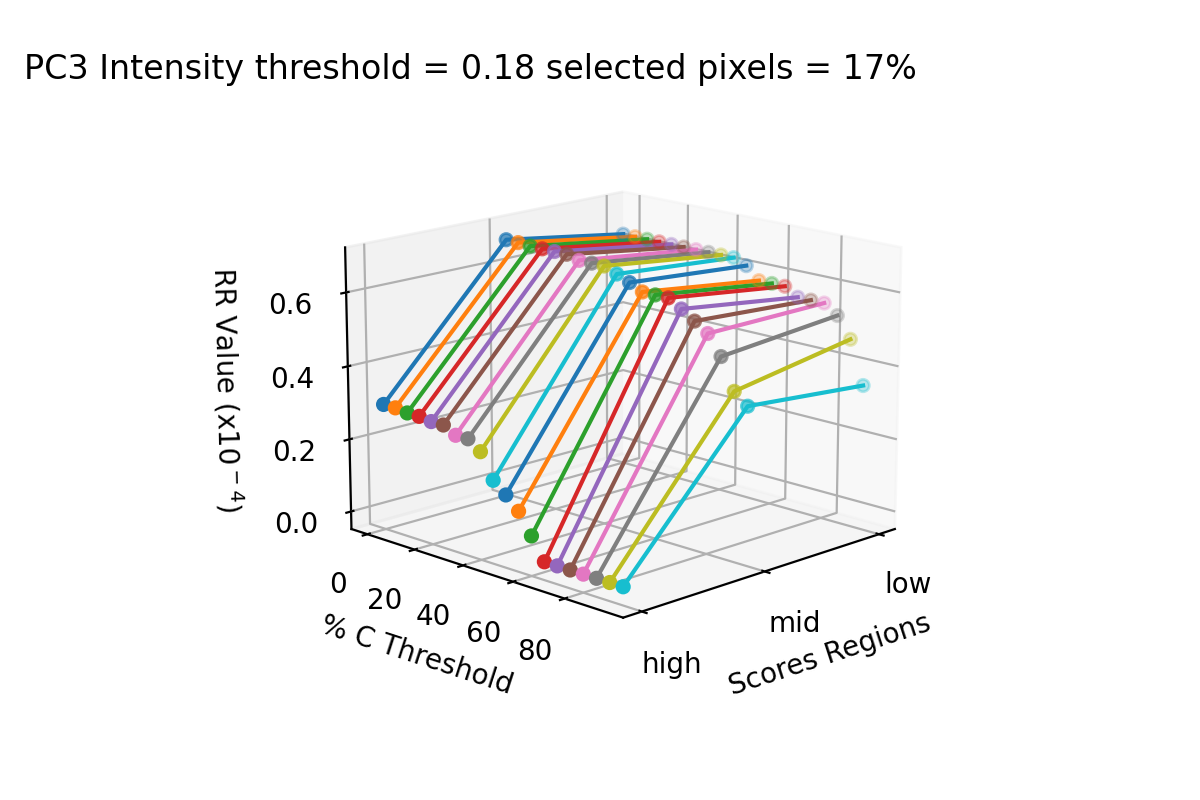 PC3 Intensity threshold = 0.18 selected pixels = 17%
RR Value (x10⁻⁴)
0.6
0.4
0.2
0.0
0
20
40
60
80
% C Threshold
high
mid
low
Scores Regions